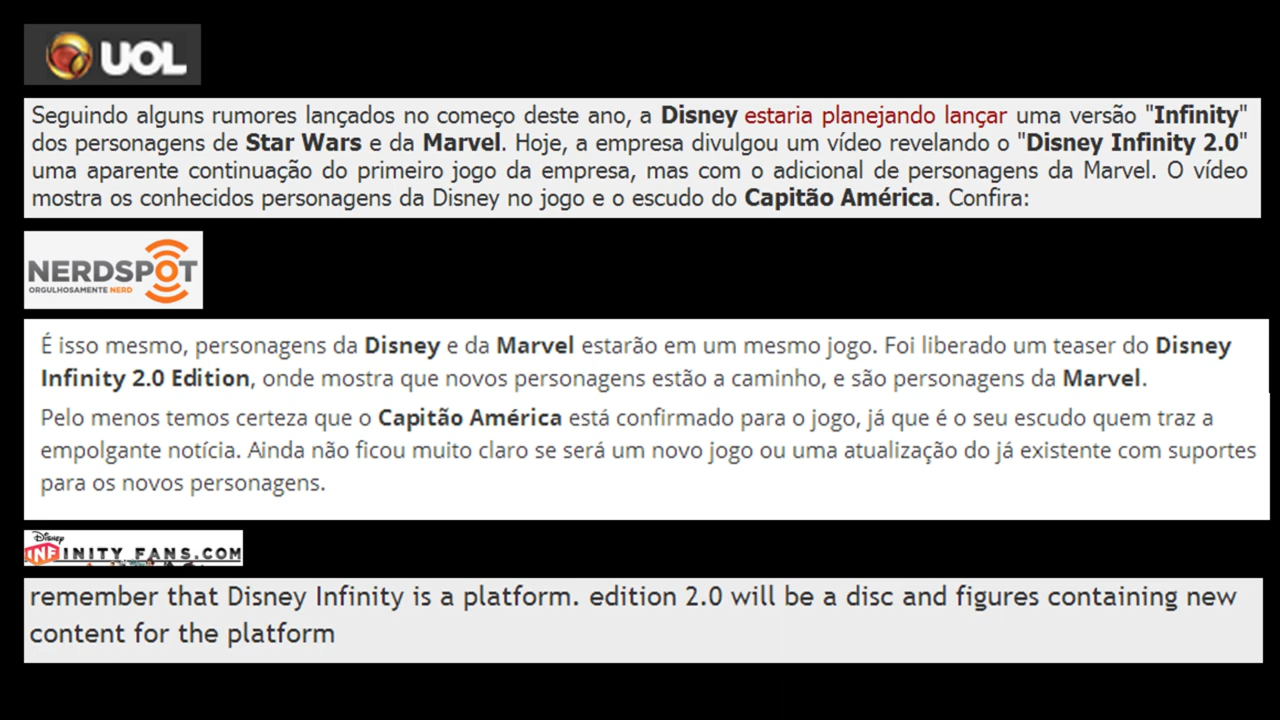 UOL
Seguindo alguns rumores lançados no começo deste ano, a Disney estaria planejando lançar uma versão "Infinity"
dos personagens de Star Wars e da Marvel. Hoje, a empresa divulgou um vídeo revelando o "Disney Infinity 2.0"
uma aparente continuação do primeiro jogo da empresa, mas com o adicional de personagens da Marvel. O vídeo
mostra os conhecidos personagens da Disney no jogo e o escudo do Capitão América. Confira:
NERDSPOT
ORGULHOSAMENTE NERD
É isso mesmo, personagens da Disney e da Marvel estarão em um mesmo jogo. Foi liberado um teaser do Disney
Infinity 2.0 Edition, onde mostra que novos personagens estão a caminho, e são personagens da Marvel.
Pelo menos temos certeza que o Capitão América está confirmado para o jogo, já que é o seu escudo quem traz a
empolgante notícia. Ainda não ficou muito claro se será um novo jogo ou uma atualização do já existente com suportes
para os novos personagens.
Disney
INFINITY FANS.COM
remember that Disney Infinity is a platform. edition 2.0 will be a disc and figures containing new
content for the platform